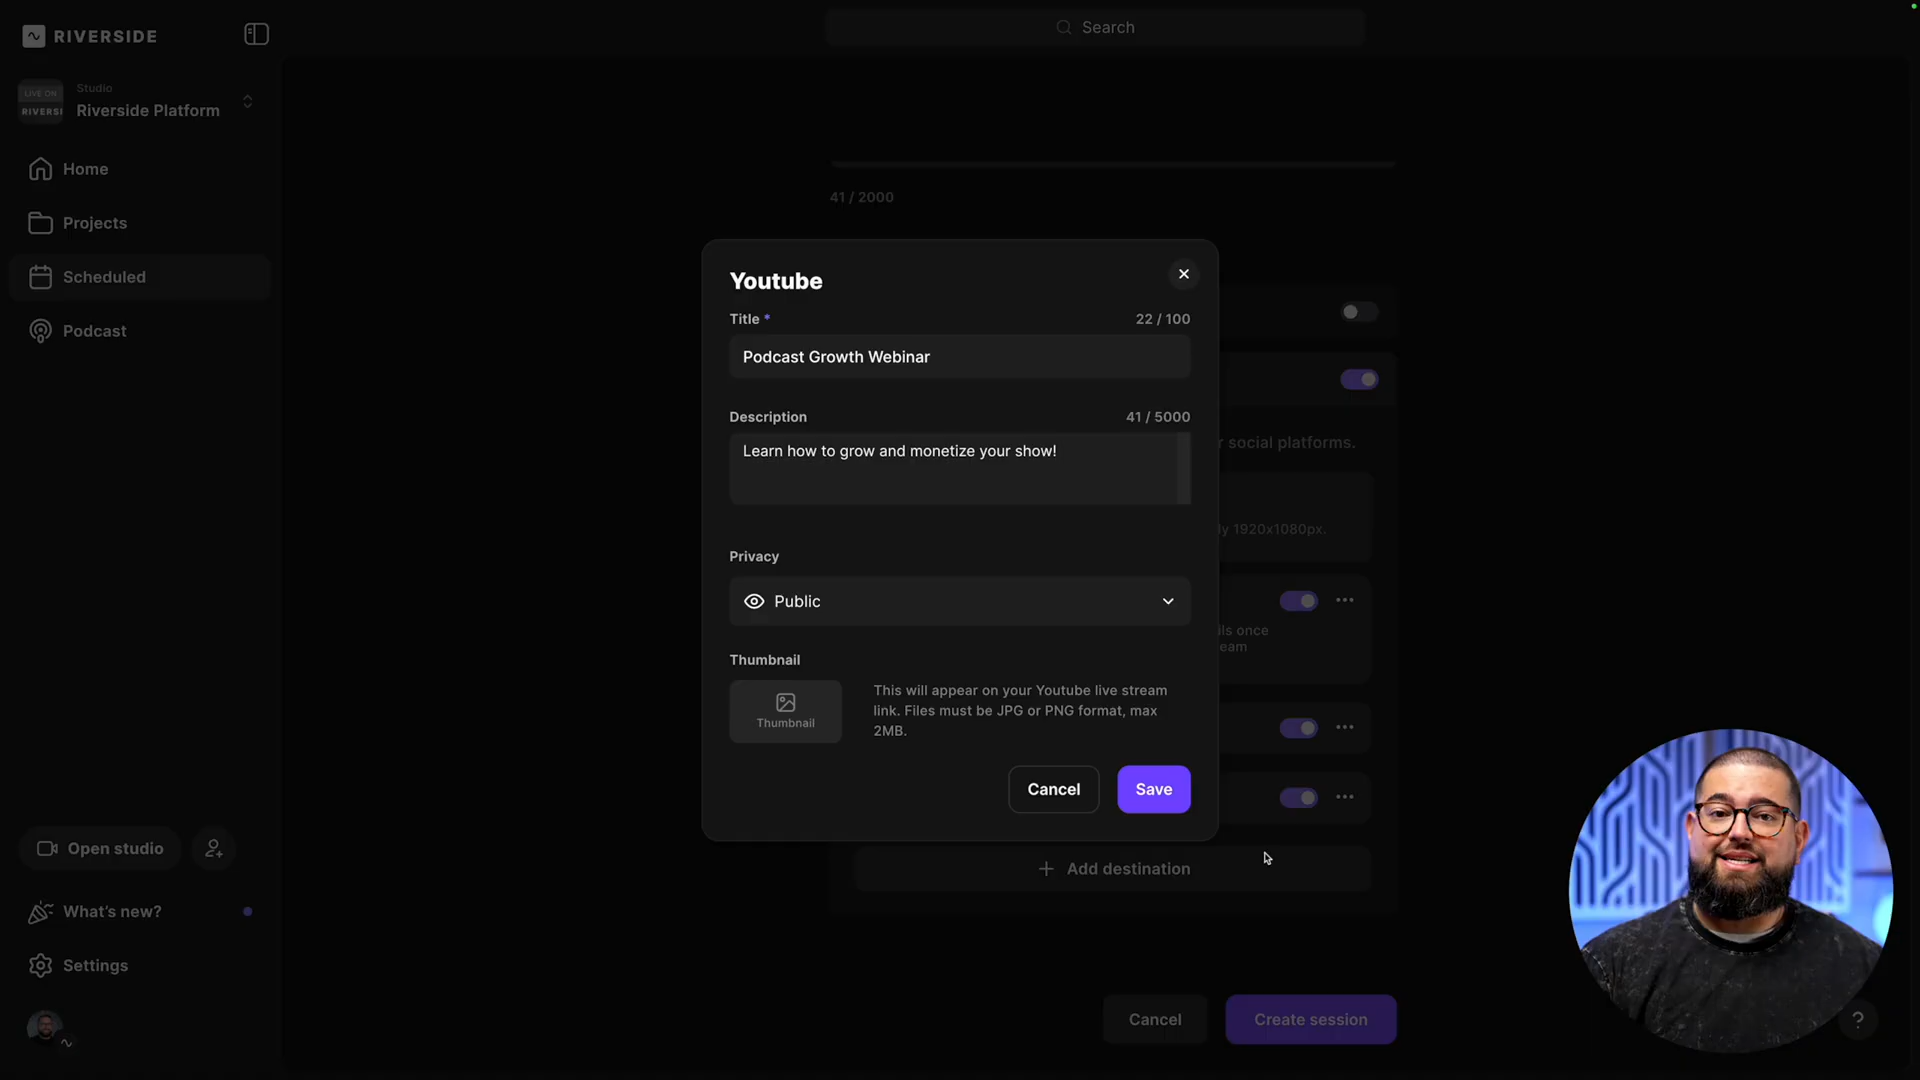 RIVERSIDE
Search
LIVE ON
RIVERSI
Studio
Riverside Platform
Home
Projects
Scheduled
Podcast
41 / 2000
Youtube
Title *
22 / 100
Podcast Growth Webinar
Description
41 / 5000
Learn how to grow and monetize your show!
r social platforms.
y 1920x1080px.
Privacy
Public
ils once
eam
Thumbnail
Thumbnail
This will appear on your Youtube live stream
link. Files must be JPG or PNG format, max
2MB.
Cancel
Save
Add destination
Open studio
What's new?
Settings
Cancel
Create session
?